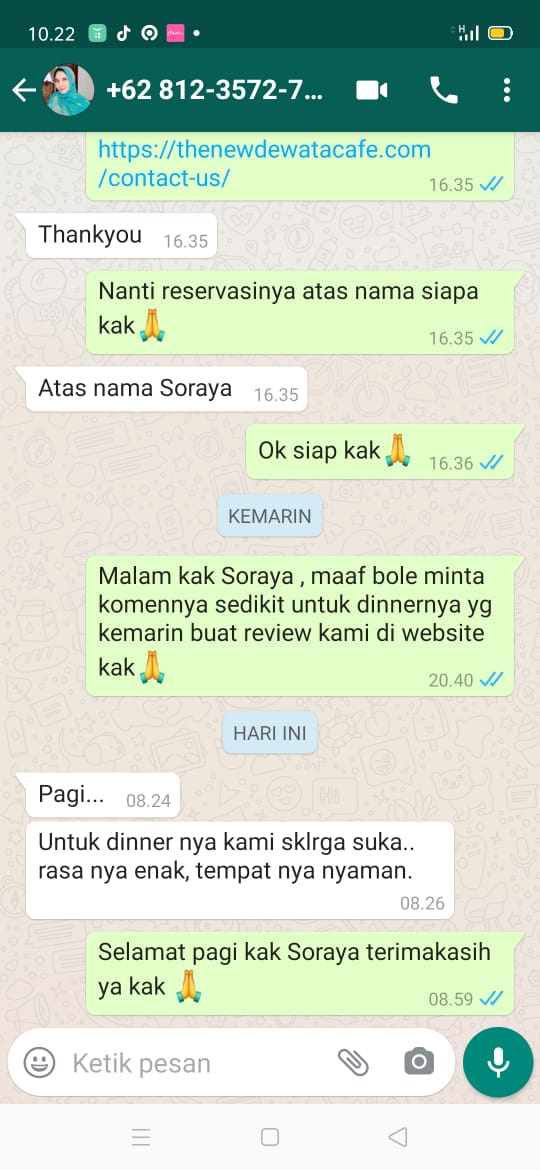 10.22
+62 812-3572-7...
https://thenewdewatacafe.com
/contact-us/
16.35
Thankyou 16.35
Nanti reservasinya atas nama siapa
kak🙏
16.35
Atas nama Soraya 16.35
Ok siap kak🙏 16.36
KEMARIN
Malam kak Soraya , maaf bole minta
komennya sedikit untuk dinnernya yg
kemarin buat review kami di website
kak🙏
20.40
HARI INI
Pagi... 08.24
Untuk dinner nya kami sklrga suka..
rasa nya enak, tempat nya nyaman.
08.26
Selamat pagi kak Soraya terimakasih
ya kak 🙏
08.59
Ketik pesan